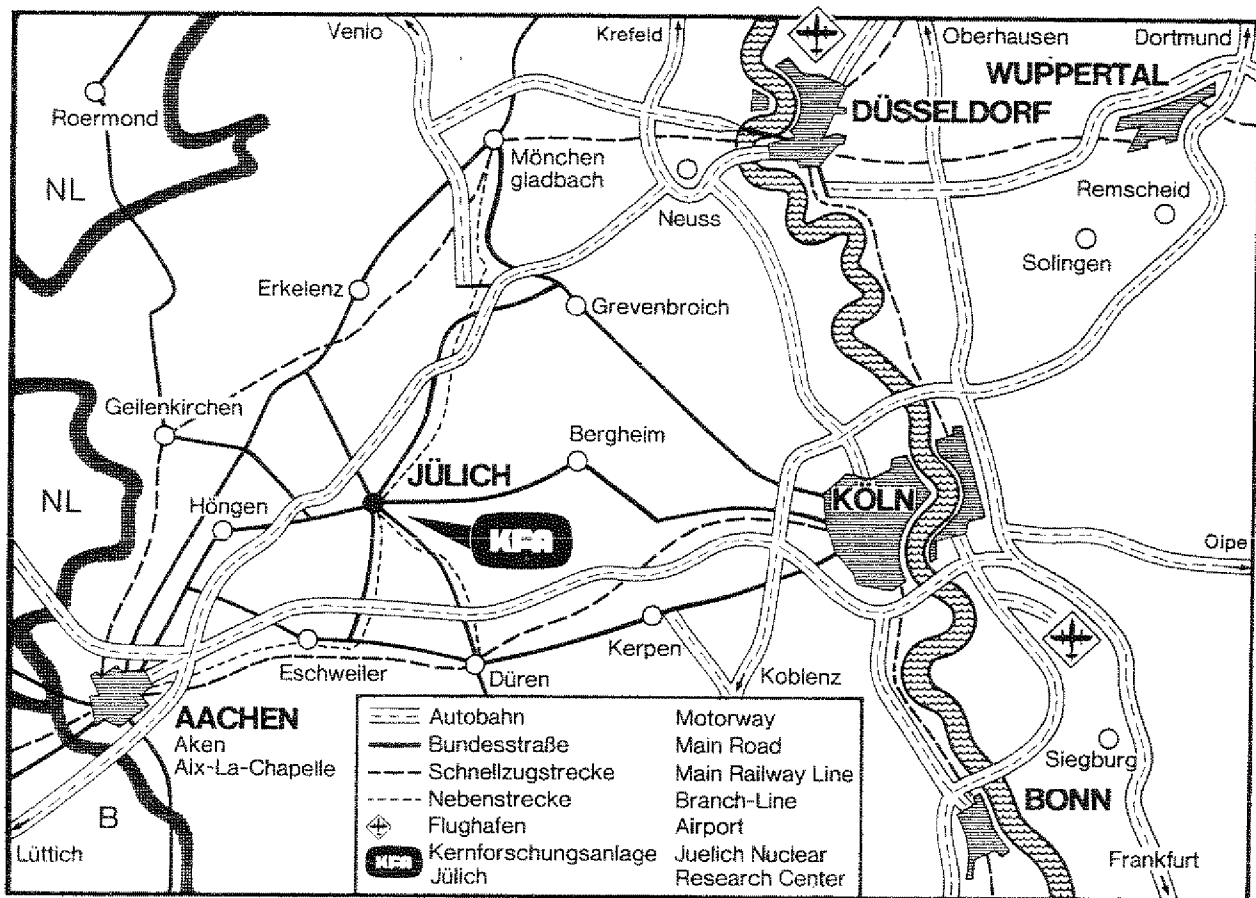 Venlo
Krefeld
Oberhausen
Dortmund
WUPPERTAL
DÜSSELDORF
Roermond
Mönchen
gladbach
NL
Neuss
Remscheid
Solingen
Erkelenz
Grevenbroich
Geilenkirchen
Bergheim
JÜLICH
NL
Höngen
KÖLN
KFA
Olpe
Eschweiler
Düren
Kerpen
Koblenz
AACHEN
Aken
Aix-La-Chapelle
Siegburg
BONN
B
Lüttich
Frankfurt
Autobahn Motorway
Bundesstraße Main Road
Schnellzugstrecke Main Railway Line
Nebenstrecke Branch-Line
Flughafen Airport
KFA Kernforschungsanlage Juelich Nuclear
Jülich Research Center